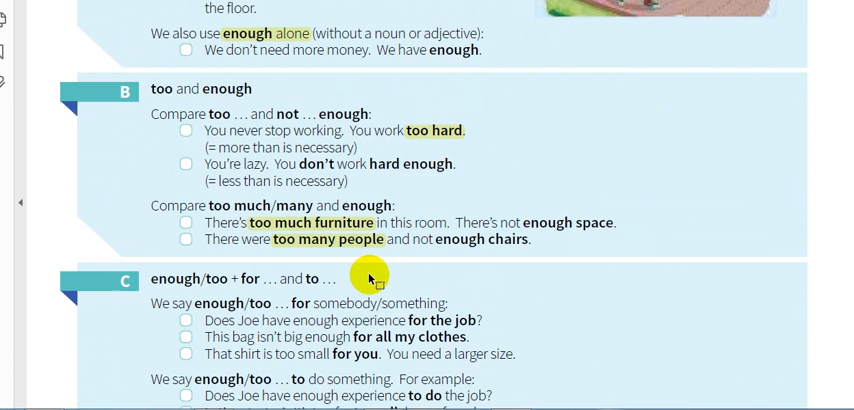 the floor.
We also use enough alone (without a noun or adjective):
We don't need more money. We have enough.
B
too and enough
Compare too … and not … enough:
You never stop working. You work too hard.
(= more than is necessary)
You're lazy. You don't work hard enough.
(= less than is necessary)
Compare too much/many and enough:
There's too much furniture in this room. There's not enough space.
There were too many people and not enough chairs.
C
enough/too + for … and to …
We say enough/too … for somebody/something:
Does Joe have enough experience for the job?
This bag isn't big enough for all my clothes.
That shirt is too small for you. You need a larger size.
We say enough/too … to do something. For example:
Does Joe have enough experience to do the job?